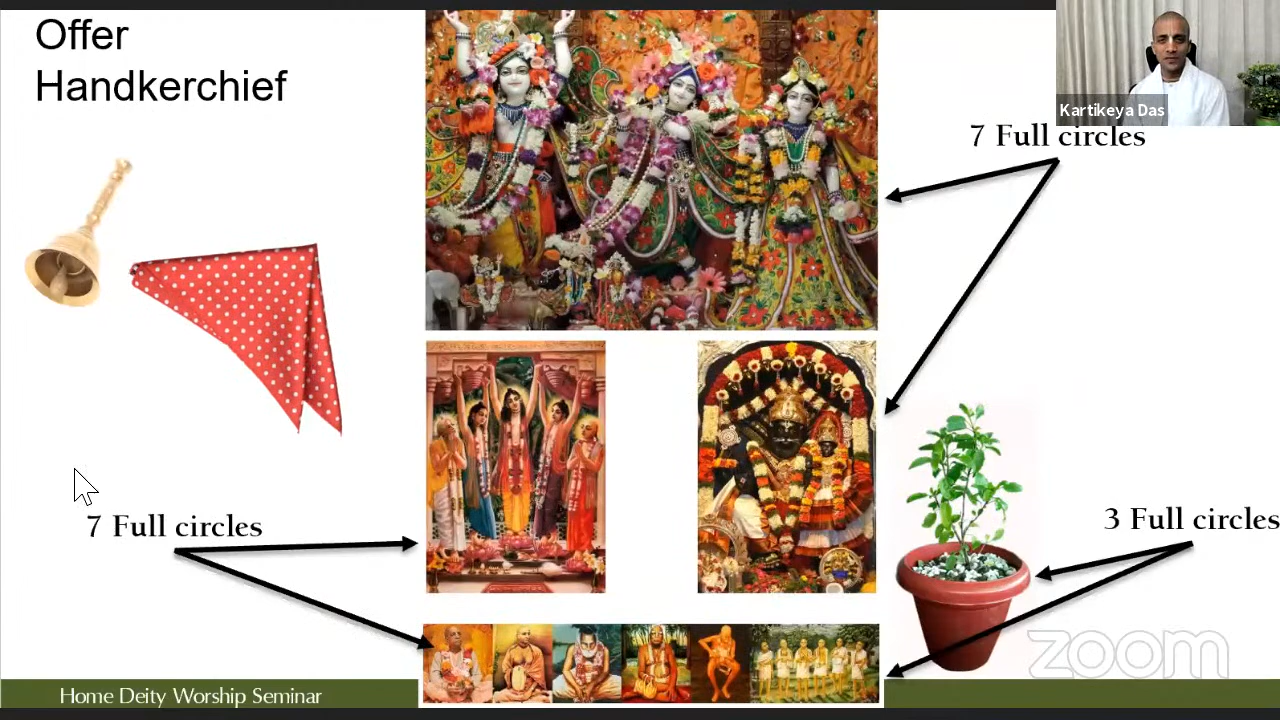 Offer
Handkerchief
Kartikeya Das
7 Full circles
7 Full circles
3 Full circles
zoom
Home Deity Worship Seminar